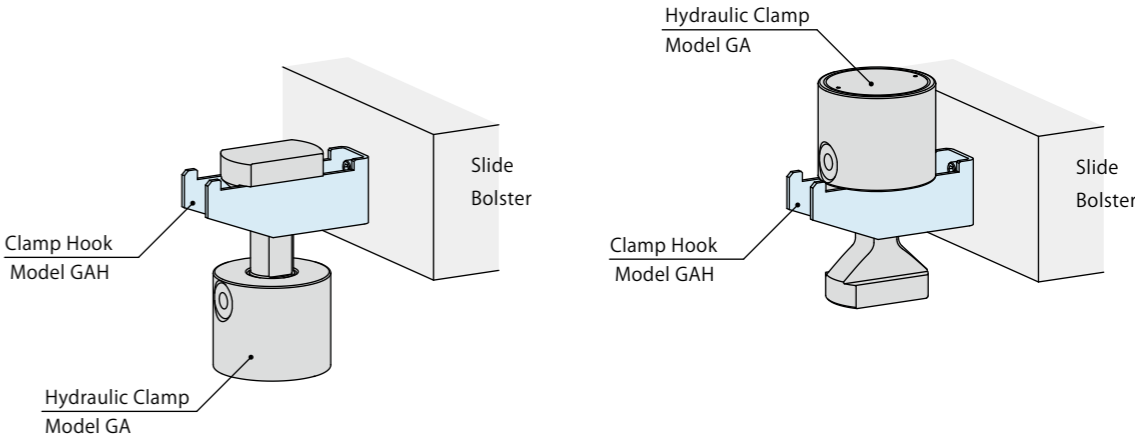 Hydraulic Clamp
Model GA
Slide
Bolster
Clamp Hook
Model GAH
Hydraulic Clamp
Model GA
Slide
Bolster
Clamp Hook
Model GAH